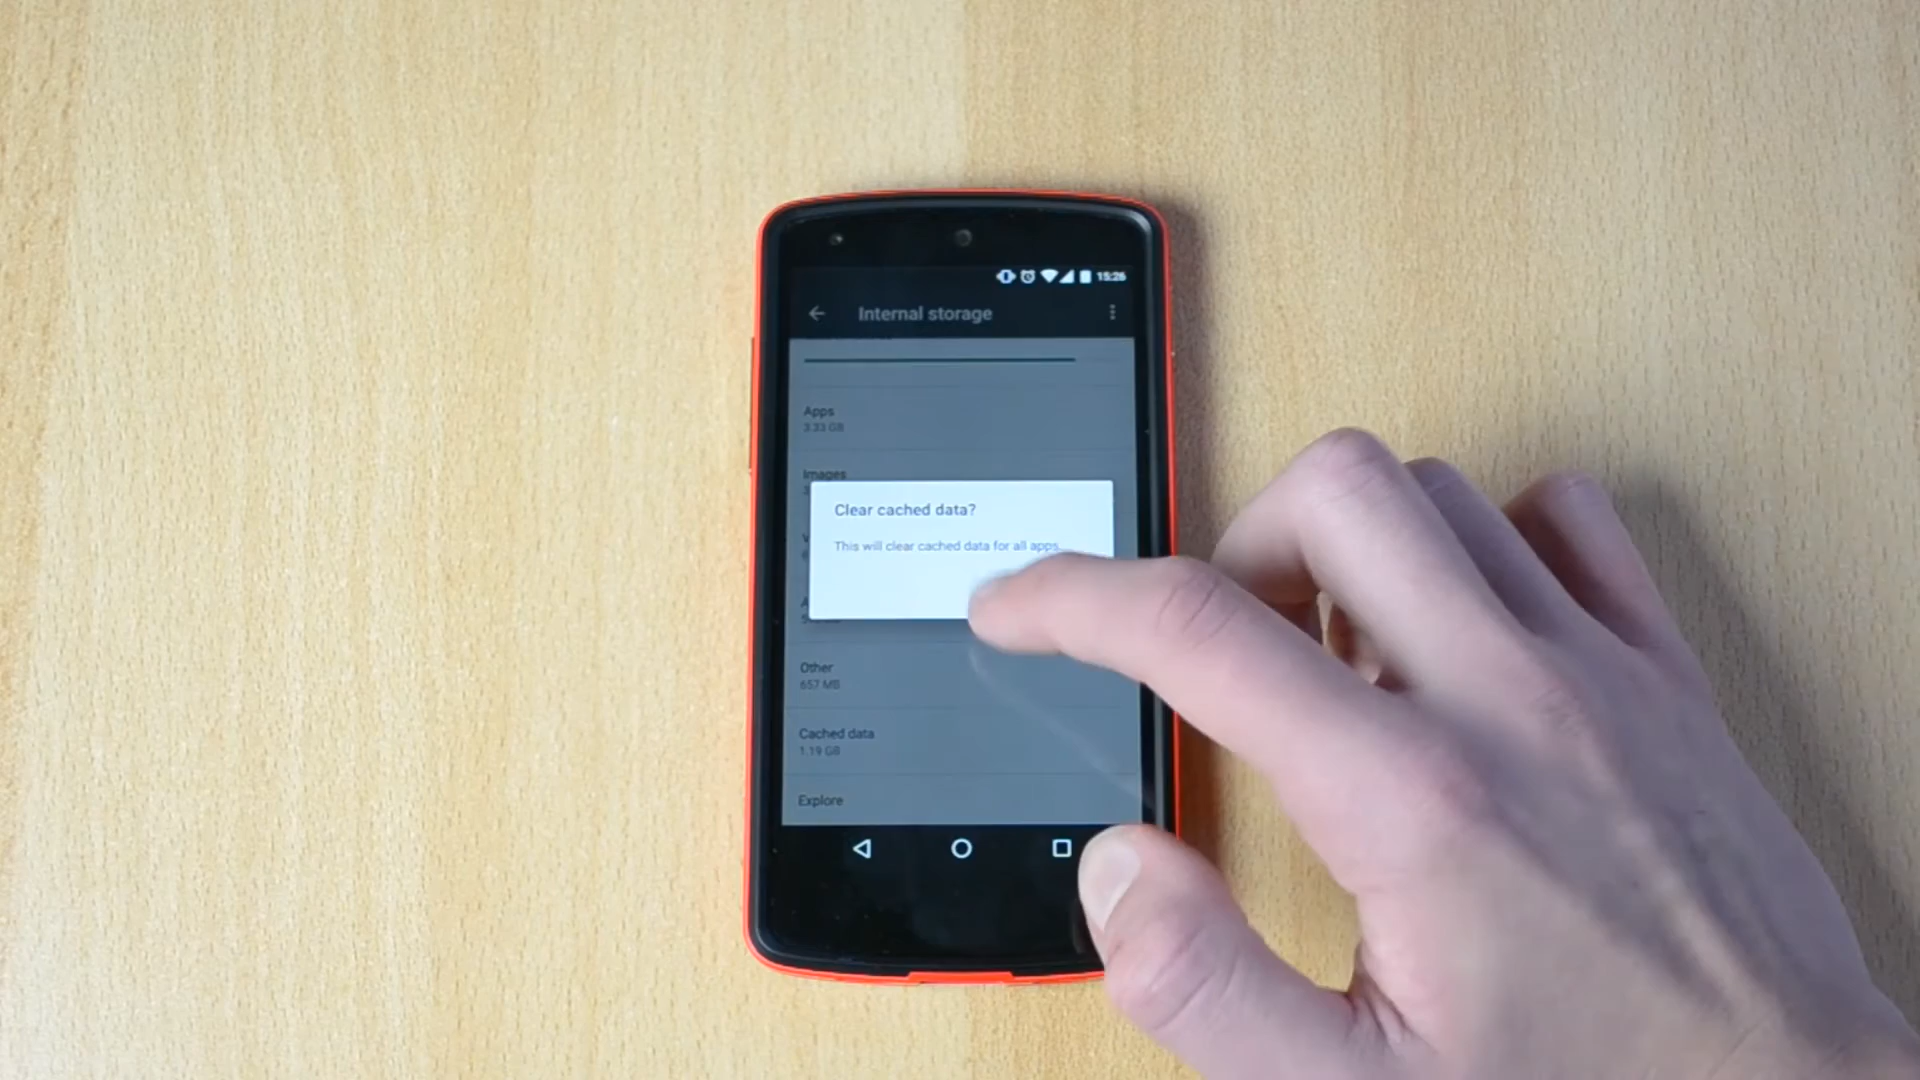 15:26
Internal storage
Apps
3.33 GB
Images
Clear cached data?
This will clear cached data for all apps.
Other
657 MB
Cached data
1.19 GB
Explore